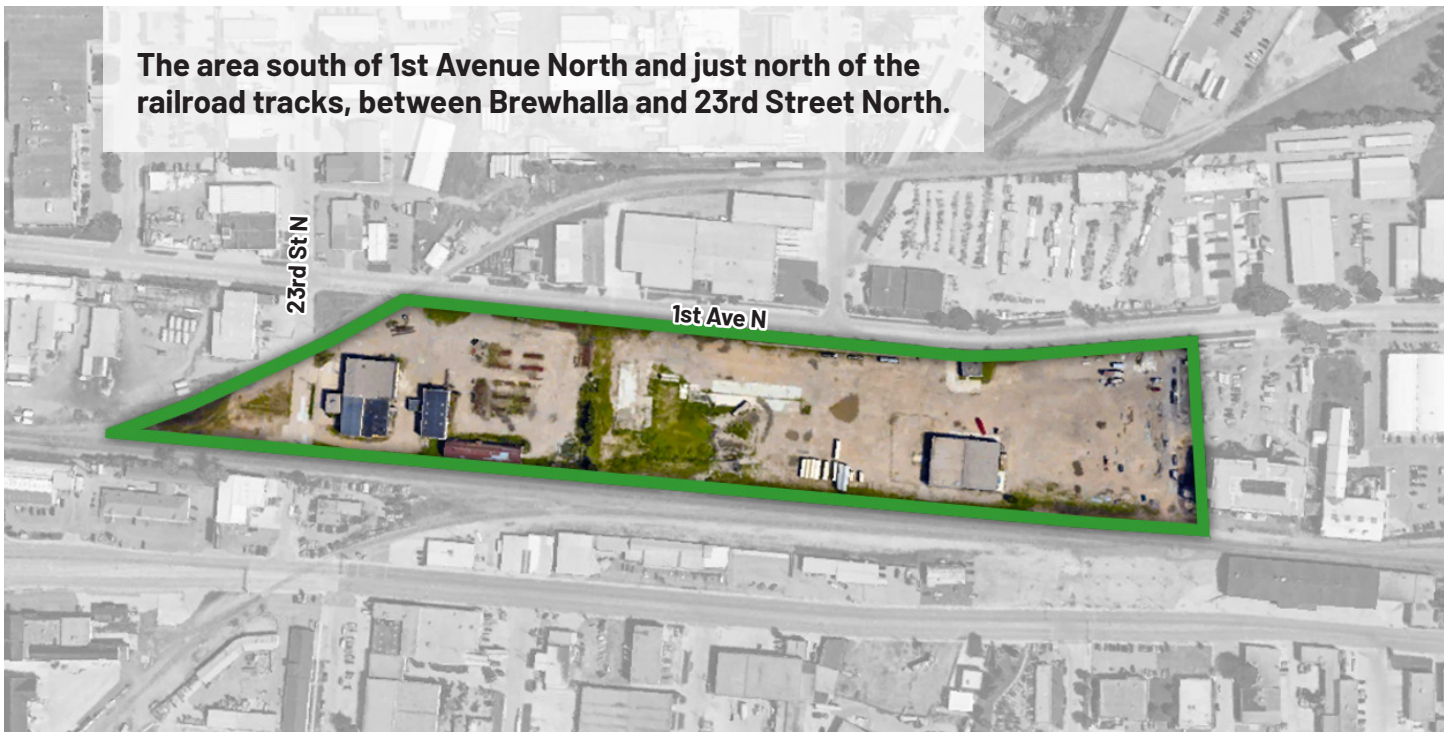 The area south of 1st Avenue North and just north of the
railroad tracks, between Brewhalla and 23rd Street North.
23rd St N
1st Ave N